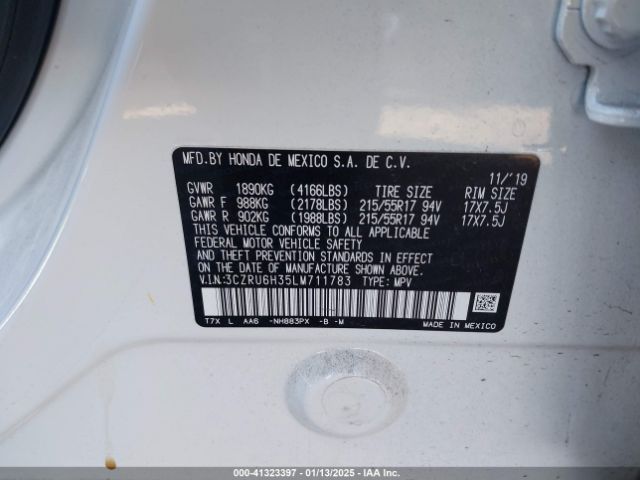 MFD.BY HONDA DE MEXICO S.A. DE C.V.
11/'19
GVWR 1890KG (4166LBS) TIRE SIZE RIM SIZE
GAWR F 988KG (2178LBS) 215/55R17 94V 17X7.5J
GAWR R 902KG (1988LBS) 215/55R17 94V 17X7.5J
THIS VEHICLE CONFORMS TO ALL APPLICABLE
FEDERAL MOTOR VEHICLE SAFETY
AND THEFT PREVENTION STANDARDS IN EFFECT
ON THE DATE OF MANUFACTURE SHOWN ABOVE.
V.I.N:3CZRU6H35LM711783 TYPE: MPV
T7X L AA6 -NH883PX -B -M MADE IN MEXICO
000-41323397 - 01/13/2025 - IAA Inc.